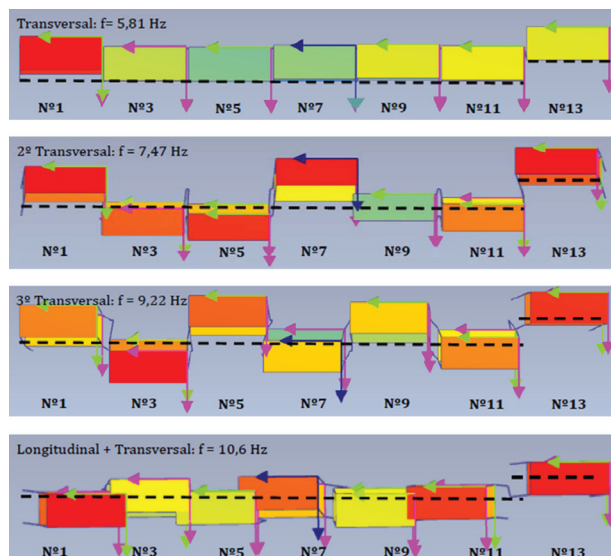 Transversal: f= 5,81 Hz
Nº1 Nº3 Nº5 Nº7 Nº9 Nº11 Nº13
2º Transversal: f = 7,47 Hz
Nº1 Nº3 Nº5 Nº7 Nº9 Nº11 Nº13
3º Transversal: f = 9,22 Hz
Nº1 Nº3 Nº5 Nº7 Nº9 Nº11 Nº13
Longitudinal + Transversal: f = 10,6 Hz
Nº1 Nº3 Nº5 Nº7 Nº9 Nº11 Nº13